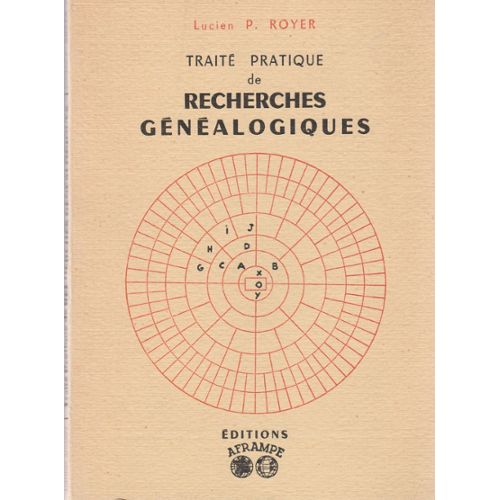 Lucien P. ROYER
TRAITÉ PRATIQUE
de
RECHERCHES
GÉNÉALOGIQUES
i J
H D
G C A X B
O
Y
ÉDITIONS
AFRAMPE